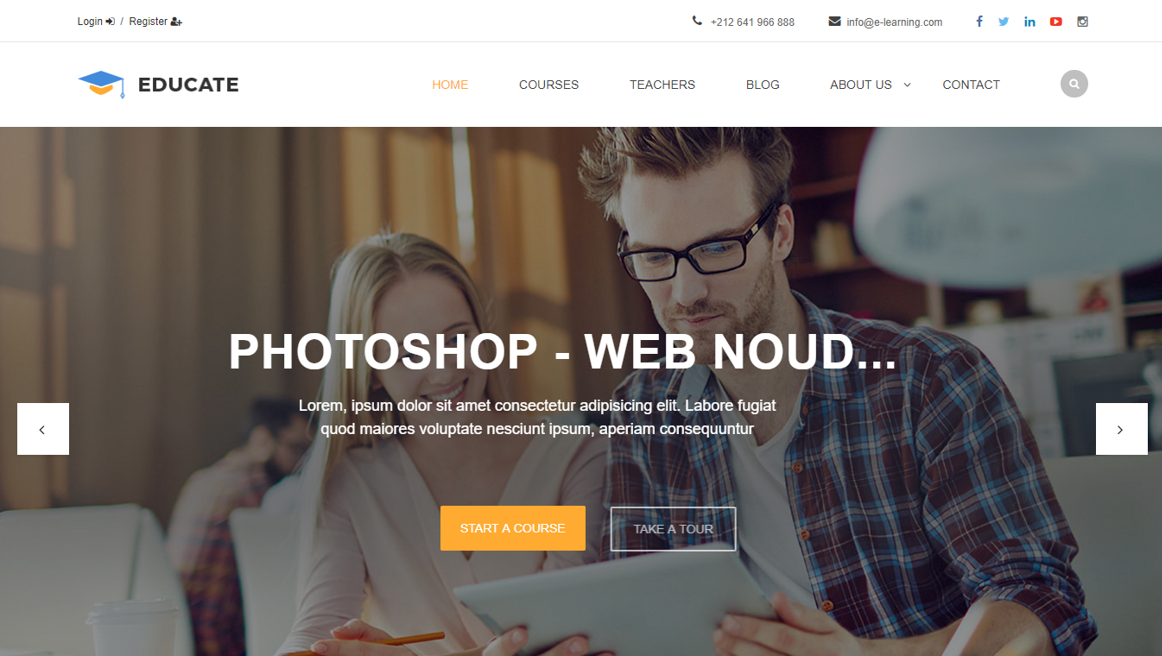 Login / Register
+212 641 966 888
info@e-learning.com
EDUCATE
HOME
COURSES
TEACHERS
BLOG
ABOUT US
CONTACT
PHOTOSHOP - WEB NOUD...
Lorem, ipsum dolor sit amet consectetur adipisicing elit. Labore fugiat
quod maiores voluptate nesciunt ipsum, aperiam consequuntur
START A COURSE
TAKE A TOUR